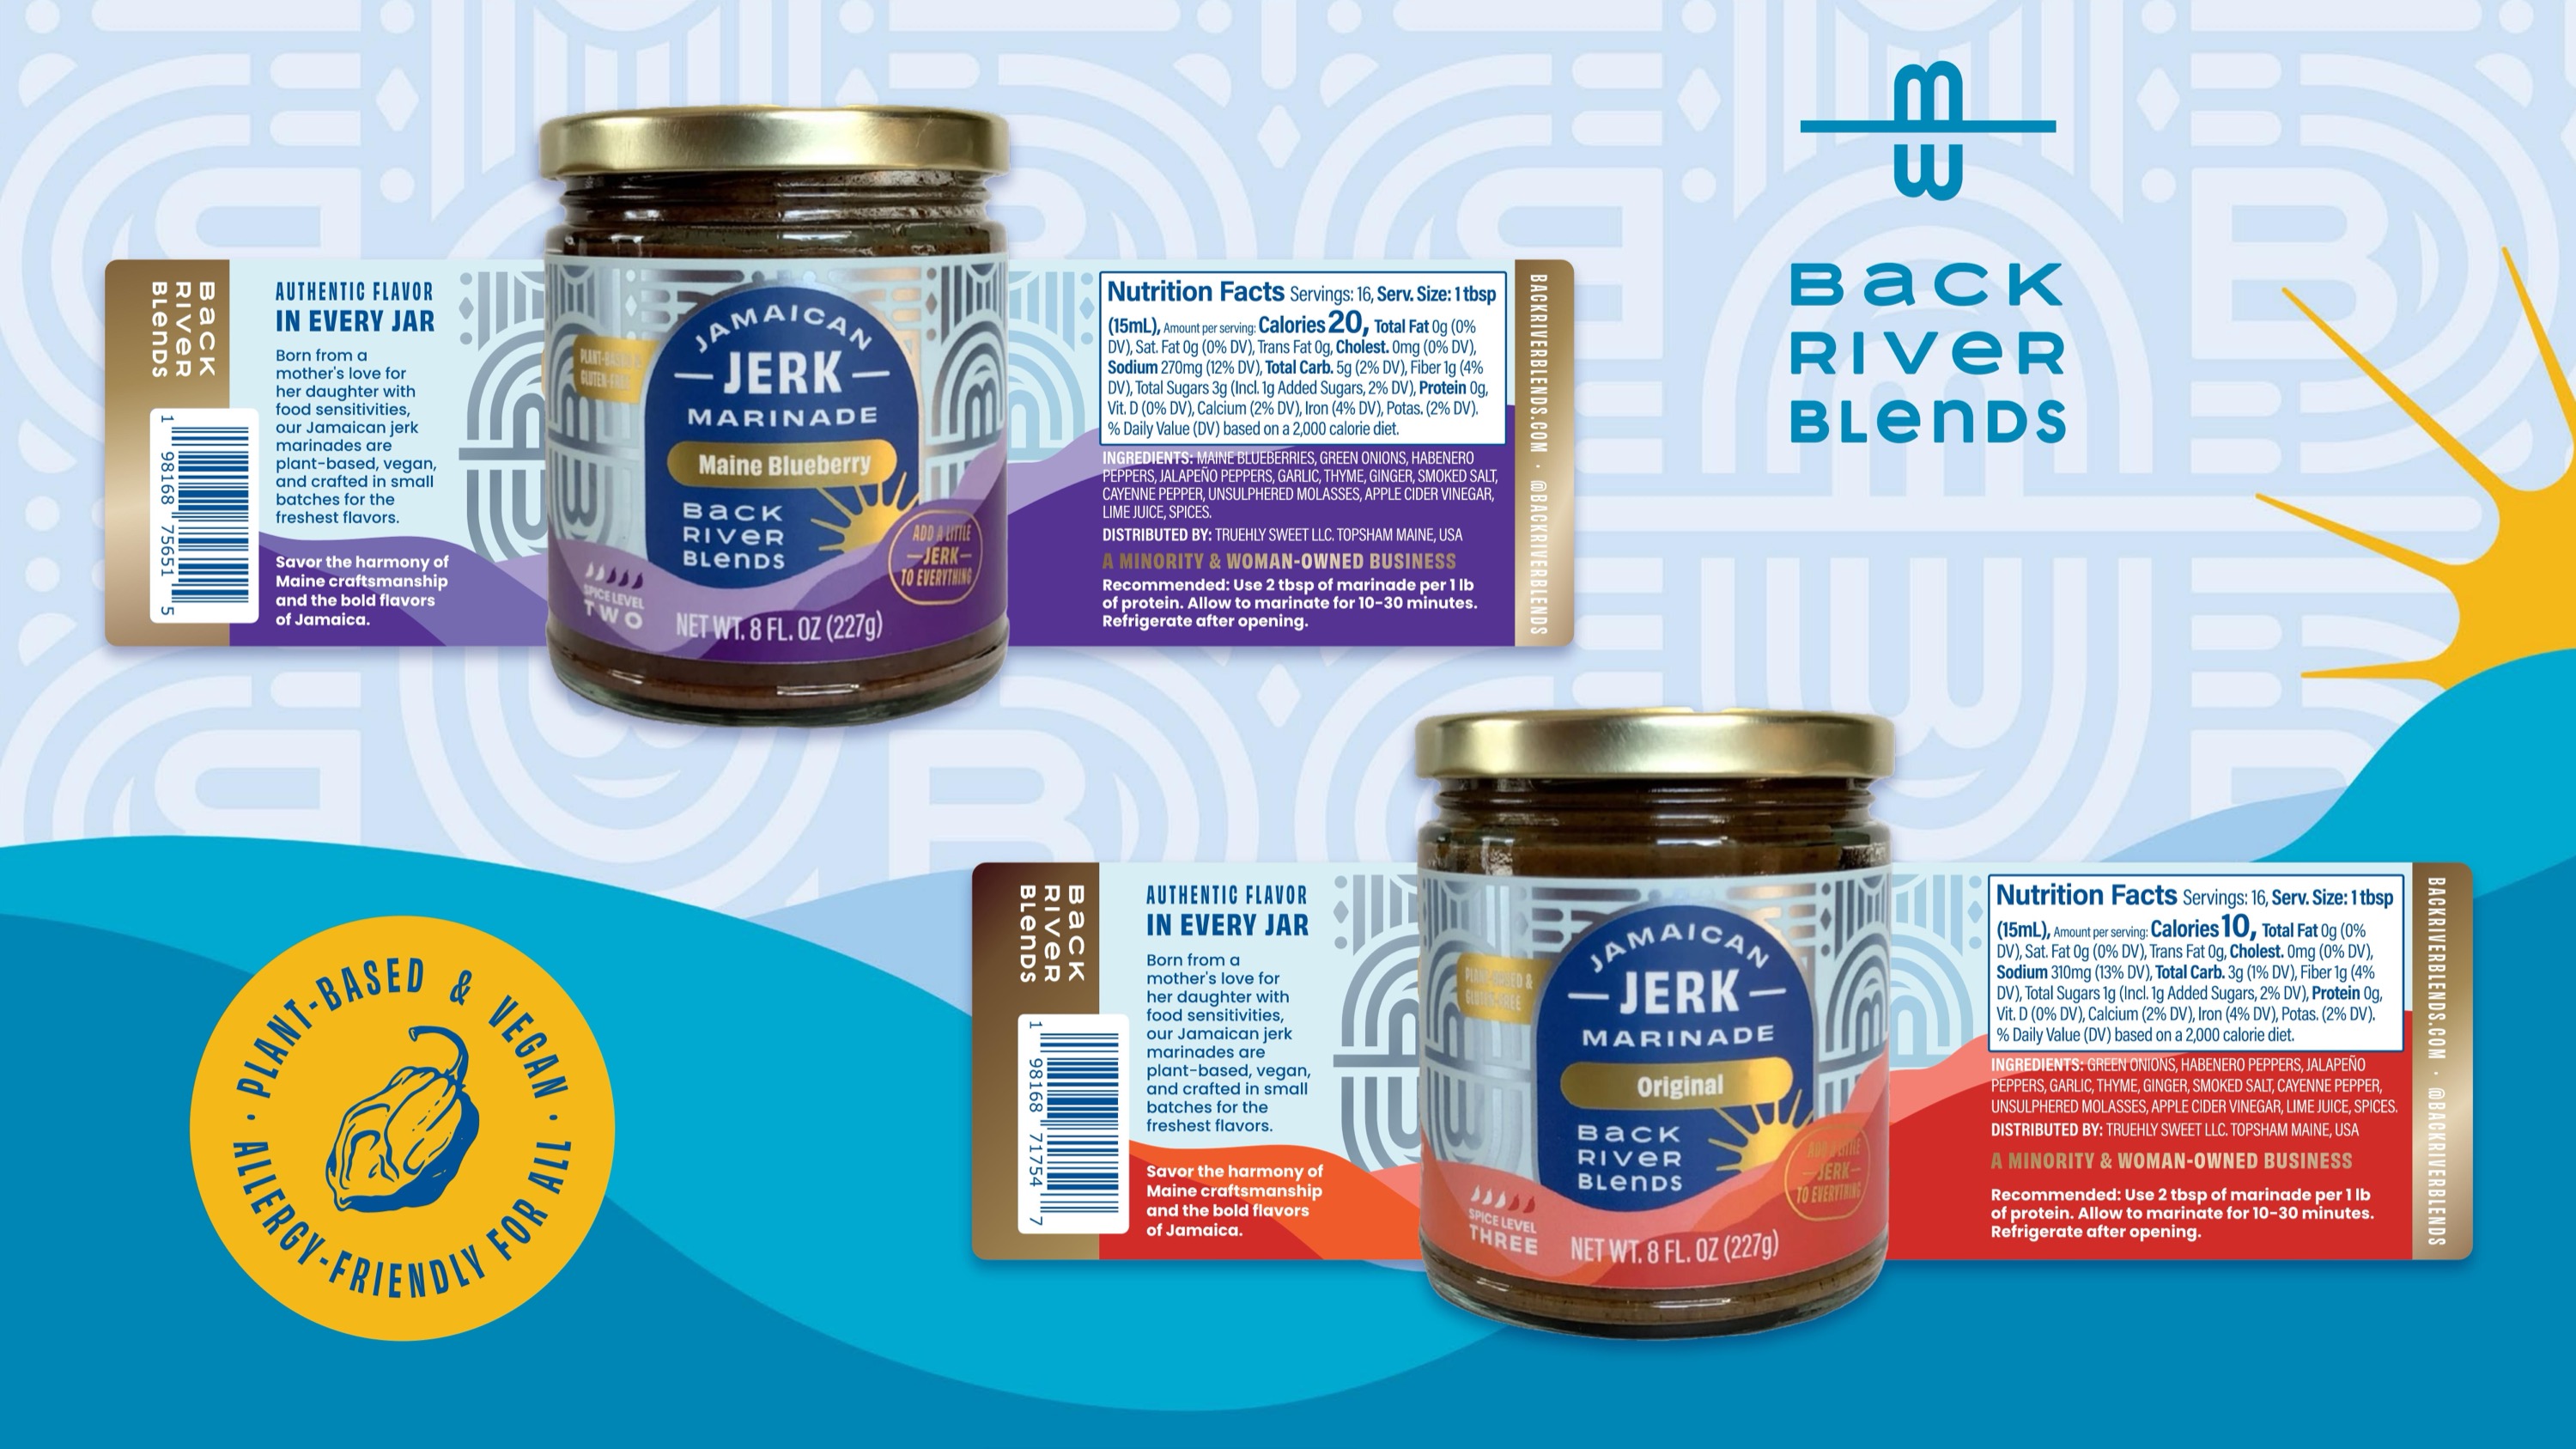 BACK
RIVER
BLENDS
1 98168 75651 5
AUTHENTIC FLAVOR
IN EVERY JAR
Born from a
mother's love for
her daughter with
food sensitivities,
our Jamaican jerk
marinades are
plant-based, vegan,
and crafted in small
batches for the
freshest flavors.
Savor the harmony of
Maine craftsmanship
and the bold flavors
of Jamaica.
PLANT-BASED &
GLUTEN-FREE
JAMAICAN
JERK
MARINADE
Maine Blueberry
BACK
RIVER
BLENDS
ADD A LITTLE
JERK
TO EVERYTHING
SPICE LEVEL
TWO
NET WT. 8 FL. OZ (227g)
Nutrition Facts Servings: 16, Serv. Size: 1 tbsp
(15mL), Amount per serving: Calories 20, Total Fat 0g (0%
DV), Sat. Fat 0g (0% DV), Trans Fat 0g, Cholest. 0mg (0% DV),
Sodium 270mg (12% DV), Total Carb. 5g (2% DV), Fiber 1g (4%
DV), Total Sugars 3g (Incl. 1g Added Sugars, 2% DV), Protein 0g,
Vit. D (0% DV), Calcium (2% DV), Iron (4% DV), Potas. (2% DV).
% Daily Value (DV) based on a 2,000 calorie diet.
INGREDIENTS: MAINE BLUEBERRIES, GREEN ONIONS, HABENERO
PEPPERS, JALAPEÑO PEPPERS, GARLIC, THYME, GINGER, SMOKED SALT,
CAYENNE PEPPER, UNSULPHERED MOLASSES, APPLE CIDER VINEGAR,
LIME JUICE, SPICES.
DISTRIBUTED BY: TRUEHLY SWEET LLC. TOPSHAM MAINE, USA
A MINORITY & WOMAN-OWNED BUSINESS
Recommended: Use 2 tbsp of marinade per 1 lb
of protein. Allow to marinate for 10-30 minutes.
Refrigerate after opening.
BACKRIVERBLENDS.COM · @BACKRIVERBLENDS
BACK
RIVER
BLENDS
BACK
RIVER
BLENDS
1 98168 71754 7
AUTHENTIC FLAVOR
IN EVERY JAR
Born from a
mother's love for
her daughter with
food sensitivities,
our Jamaican jerk
marinades are
plant-based, vegan,
and crafted in small
batches for the
freshest flavors.
Savor the harmony of
Maine craftsmanship
and the bold flavors
of Jamaica.
PLANT-BASED &
GLUTEN-FREE
JAMAICAN
JERK
MARINADE
Original
BACK
RIVER
BLENDS
ADD A LITTLE
JERK
TO EVERYTHING
SPICE LEVEL
THREE
NET WT. 8 FL. OZ (227g)
Nutrition Facts Servings: 16, Serv. Size: 1 tbsp
(15mL), Amount per serving: Calories 10, Total Fat 0g (0%
DV), Sat. Fat 0g (0% DV), Trans Fat 0g, Cholest. 0mg (0% DV),
Sodium 310mg (13% DV), Total Carb. 3g (1% DV), Fiber 1g (4%
DV), Total Sugars 1g (Incl. 1g Added Sugars, 2% DV), Protein 0g,
Vit. D (0% DV), Calcium (2% DV), Iron (4% DV), Potas. (2% DV).
% Daily Value (DV) based on a 2,000 calorie diet.
INGREDIENTS: GREEN ONIONS, HABENERO PEPPERS, JALAPEÑO
PEPPERS, GARLIC, THYME, GINGER, SMOKED SALT, CAYENNE PEPPER,
UNSULPHERED MOLASSES, APPLE CIDER VINEGAR, LIME JUICE, SPICES.
DISTRIBUTED BY: TRUEHLY SWEET LLC. TOPSHAM MAINE, USA
A MINORITY & WOMAN-OWNED BUSINESS
Recommended: Use 2 tbsp of marinade per 1 lb
of protein. Allow to marinate for 10-30 minutes.
Refrigerate after opening.
BACKRIVERBLENDS.COM · @BACKRIVERBLENDS
· PLANT-BASED & VEGAN ·
ALLERGY-FRIENDLY FOR ALL